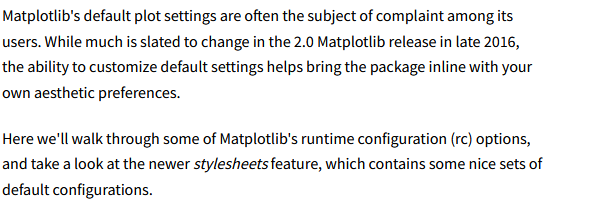 Matplotlib's default plot settings are often the subject of complaint among its
users. While much is slated to change in the 2.0 Matplotlib release in late 2016,
the ability to customize default settings helps bring the package inline with your
own aesthetic preferences.
Here we'll walk through some of Matplotlib's runtime configuration (rc) options,
and take a look at the newer stylesheets feature, which contains some nice sets of
default configurations.